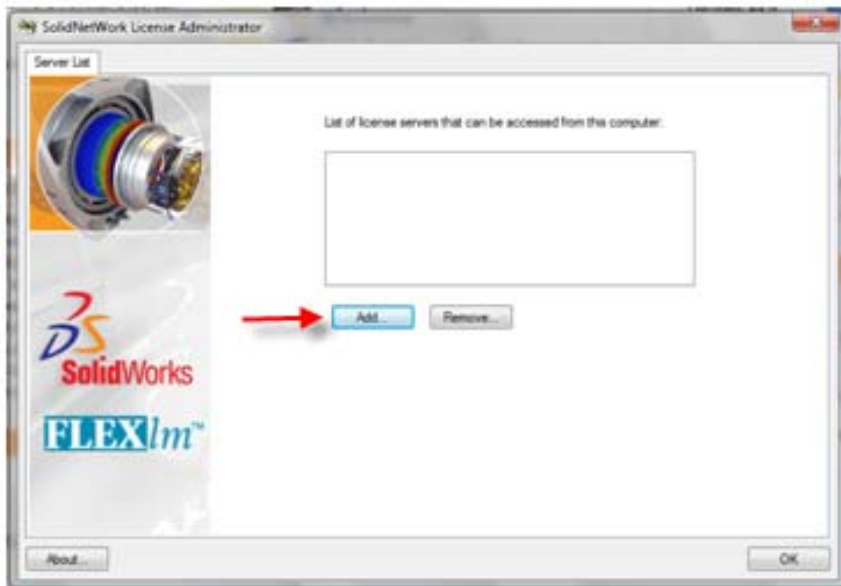 SolidNetWork License Administrator
Server List
List of license servers that can be accessed from this computer:
Add...
Remove...
DS
SolidWorks
FLEXlm™
About...
OK